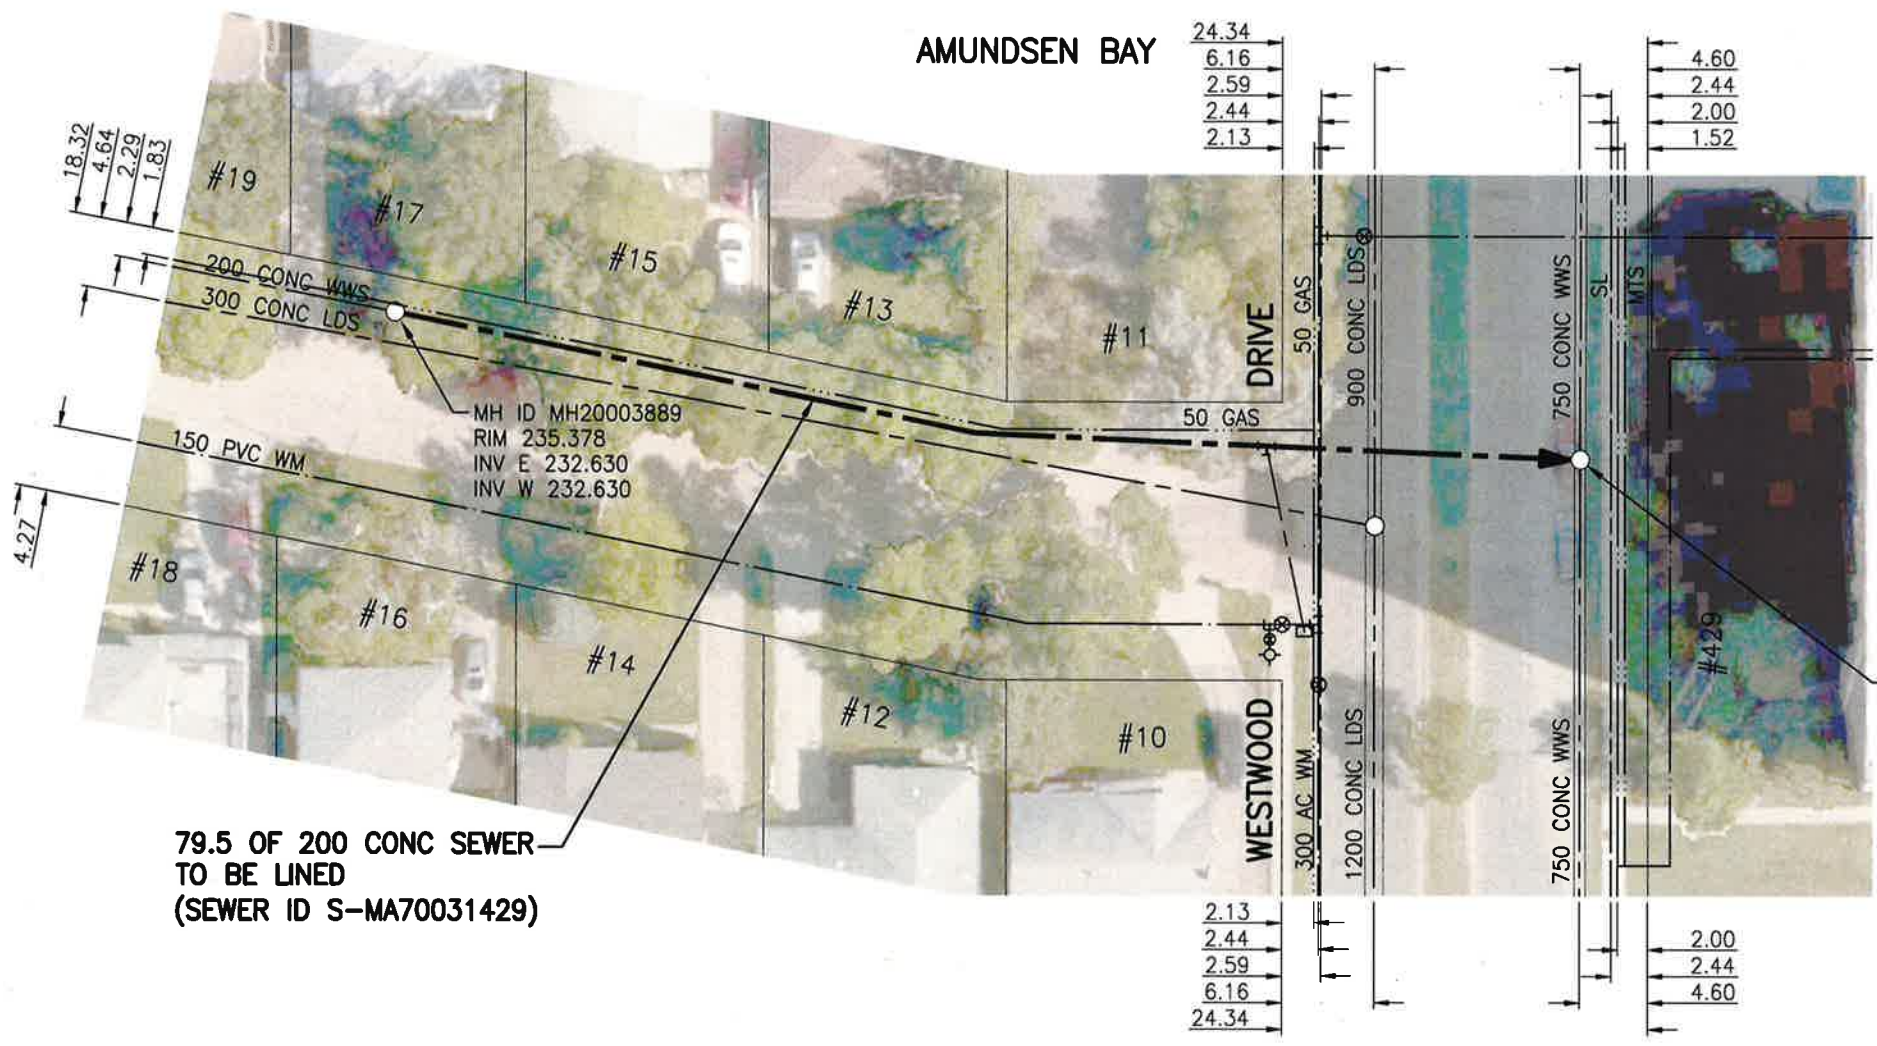 AMUNDSEN BAY
24.34
6.16
2.59
2.44
2.13
4.60
2.44
2.00
1.52
18.32
4.64
2.29
1.83
#19
#17
#15
#13
#11
200 CONC WWS
300 CONC LDS
MH ID MH20003889
RIM 235.378
INV E 232.630
INV W 232.630
150 PVC WM
4.27
50 GAS
DRIVE
50 GAS
900 CONC LDS
750 CONC WWS
SL
MTS
#18
#16
#14
#12
#10
#429
WESTWOOD
300 AC WM
1200 CONC LDS
750 CONC WWS
79.5 OF 200 CONC SEWER
TO BE LINED
(SEWER ID S-MA70031429)
2.13
2.44
2.59
6.16
24.34
2.00
2.44
4.60